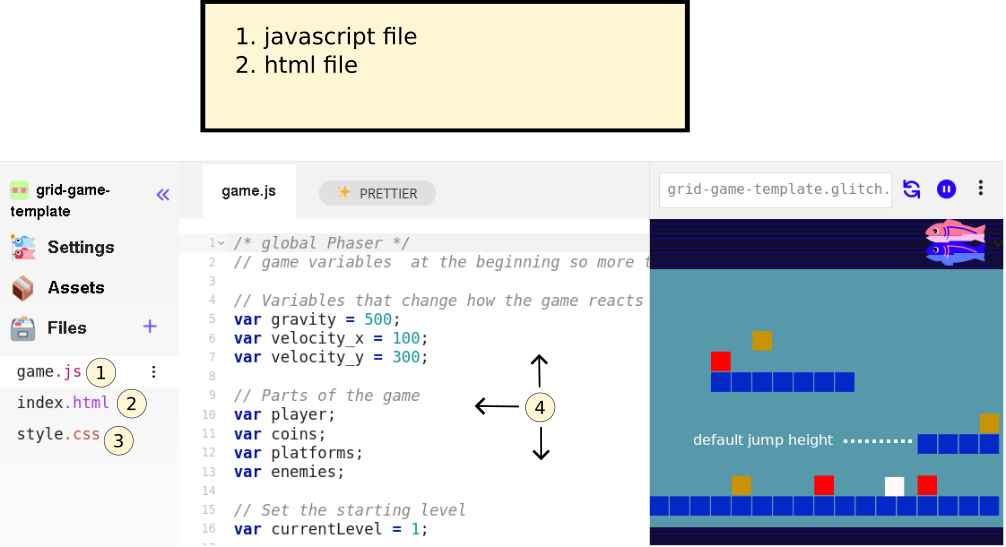 1. javascript file
2. html file
grid-game-
template
Settings
Assets
Files
game.js 1
index.html 2
style.css 3
game.js
PRETTIER
1 /* global Phaser */
2 // game variables  at the beginning so more
3
4 // Variables that change how the game reacts
5 var gravity = 500;
6 var velocity_x = 100;
7 var velocity_y = 300;
8
9 // Parts of the game
10 var player;
11 var coins;
12 var platforms;
13 var enemies;
14
15 // Set the starting level
16 var currentLevel = 1;
4
grid-game-template.glitch.
default jump height